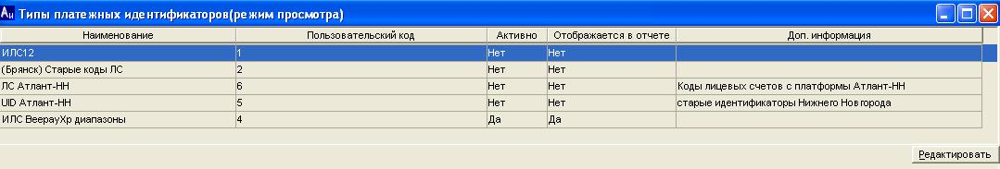 Аи Типы платежных идентификаторов(режим просмотра)
Наименование Пользовательский код Активно Отображается в отчете Доп. информация
ИЛС12 1 Нет Нет
(Брянск) Старые коды ЛС 2 Нет Нет
ЛС Атлант-НН 6 Нет Нет Коды лицевых счетов с платформы Атлант-НН
UID Атлант-НН 5 Нет Нет старые идентификаторы Нижнего Новгорода
ИЛС ВеерауХр диапазоны 4 Да Да
Редактировать